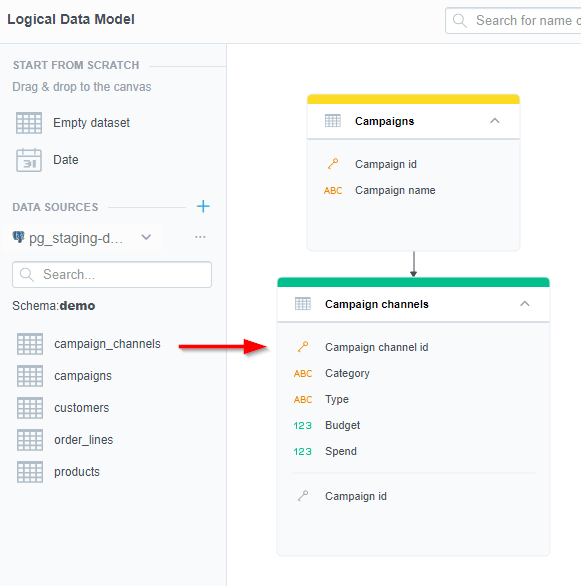 Logical Data Model
Search for name o
START FROM SCRATCH
Drag & drop to the canvas
Empty dataset
31
Date
DATA SOURCES
pg_staging-d...
Search...
Schema:demo
campaign_channels
campaigns
customers
order_lines
products
Campaigns
Campaign id
ABC Campaign name
Campaign channels
Campaign channel id
ABC Category
ABC Type
123 Budget
123 Spend
Campaign id